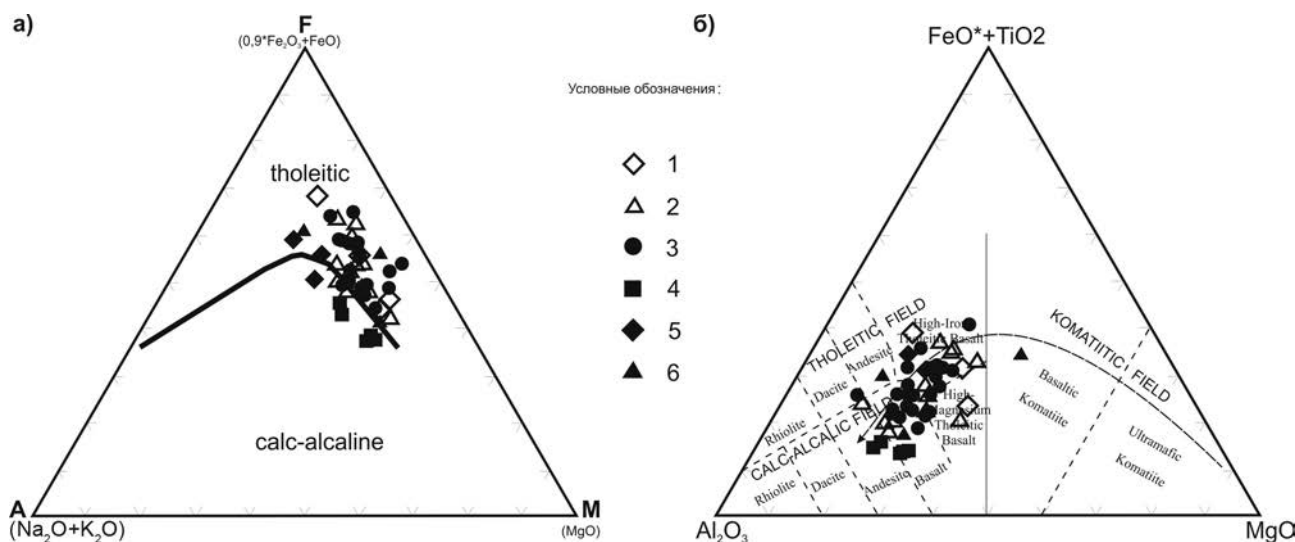 а)
F
(0,9*Fe₂O₃+FeO)
tholeitic
calc-alcaline
A
(Na₂O+K₂O)
M
(MgO)
Условные обозначения:
1
2
3
4
5
6
б)
FeO*+TiO2
THOLEITIC FIELD
High-Iron
Tholeitic Basalt
KOMATIITIC FIELD
Andesite
Dacite
Rhiolite
CALC-ALCALIC FIELD
High-
Magnesium
Tholeitic
Basalt
Basaltic
Komatiite
Ultramafic
Komatiite
Rhiolite
Dacite
Andesite
Basalt
Al₂O₃
MgO